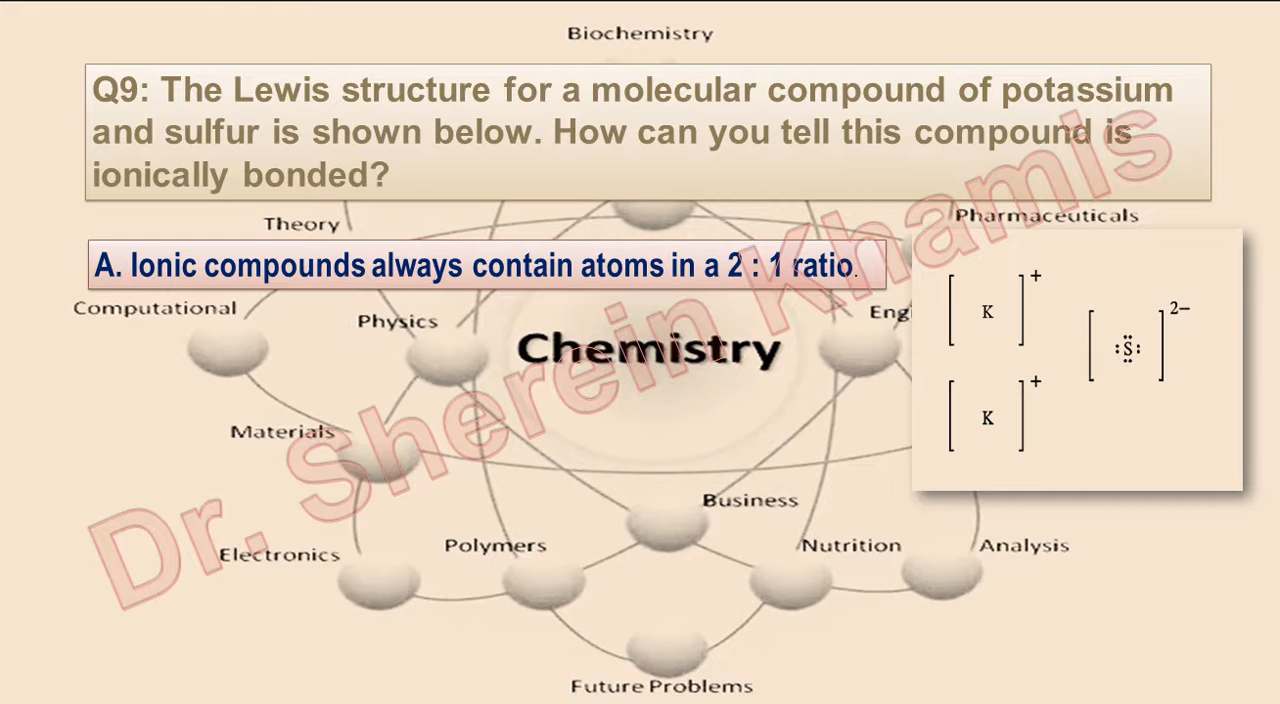 Biochemistry
Q9: The Lewis structure for a molecular compound of potassium
and sulfur is shown below. How can you tell this compound is
ionically bonded?
Theory
Pharmaceuticals
A. Ionic compounds always contain atoms in a 2 : 1 ratio.
Computational
Physics
Eng
Chemistry
[ K ]+
[ :S: ]2–
[ K ]+
Materials
Dr. Sherein Khamis
Business
Electronics
Polymers
Nutrition
Analysis
Future Problems